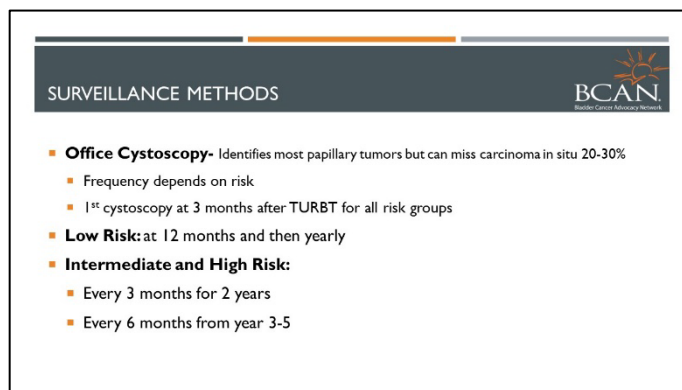 SURVEILLANCE METHODS
BCAN.
Bladder Cancer Advocacy Network
Office Cystoscopy- Identifies most papillary tumors but can miss carcinoma in situ 20-30%
Frequency depends on risk
1st cystoscopy at 3 months after TURBT for all risk groups
Low Risk: at 12 months and then yearly
Intermediate and High Risk:
Every 3 months for 2 years
Every 6 months from year 3-5